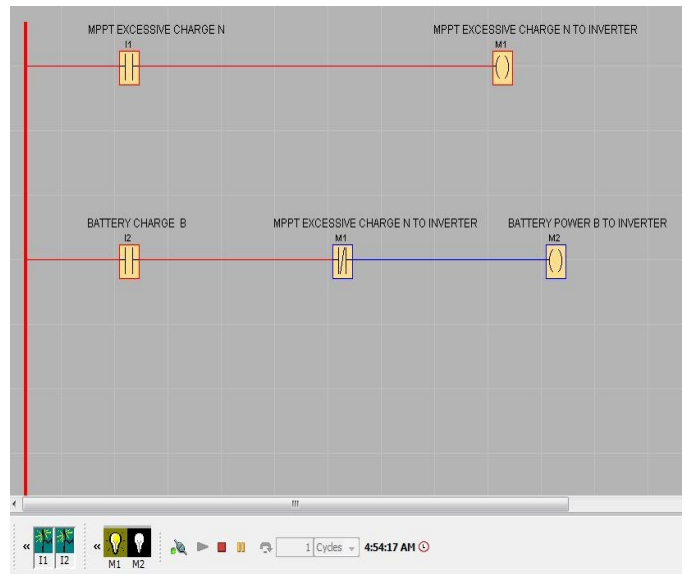 MPPT EXCESSIVE CHARGE N MPPT EXCESSIVE CHARGE N TO INVERTER
I1 M1
BATTERY CHARGE B MPPT EXCESSIVE CHARGE N TO INVERTER BATTERY POWER B TO INVERTER
I2 M1 M2
« I1 I2 « M1 M2 1 Cycles 4:54:17 AM